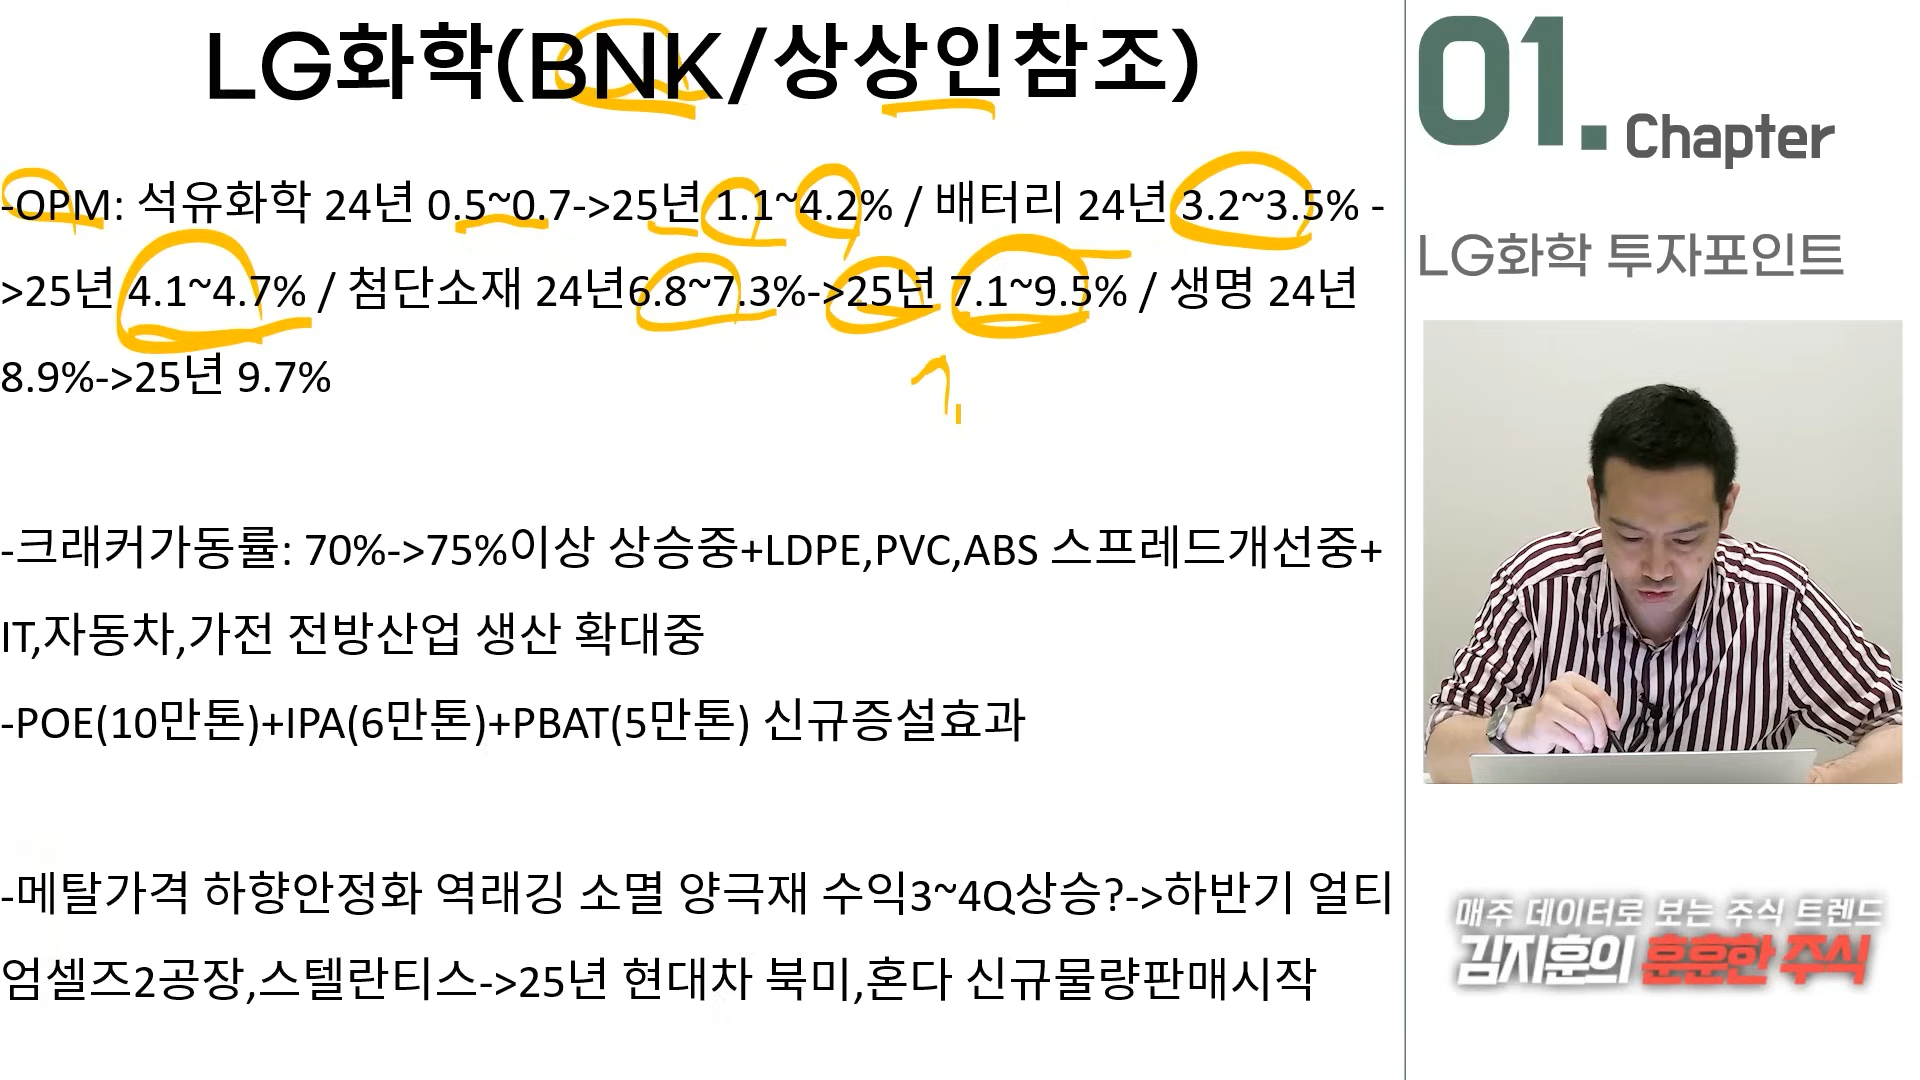 LG화학(BNK/상상인참조)
-OPM: 석유화학 24년 0.5~0.7->25년 1.1~4.2% / 배터리 24년 3.2~3.5% -
>25년 4.1~4.7% / 첨단소재 24년6.8~7.3%->25년 7.1~9.5% / 생명 24년
8.9%->25년 9.7%
-크래커가동률: 70%->75%이상 상승중+LDPE,PVC,ABS 스프레드개선중+
IT,자동차,가전 전방산업 생산 확대중
-POE(10만톤)+IPA(6만톤)+PBAT(5만톤) 신규증설효과
-메탈가격 하향안정화 역래깅 소멸 양극재 수익3~4Q상승?->하반기 얼티
엄셀즈2공장,스텔란티스->25년 현대차 북미,혼다 신규물량판매시작
01. Chapter
LG화학 투자포인트
매주 데이터로 보는 주식 트렌드
김지훈의 훈훈한 주식